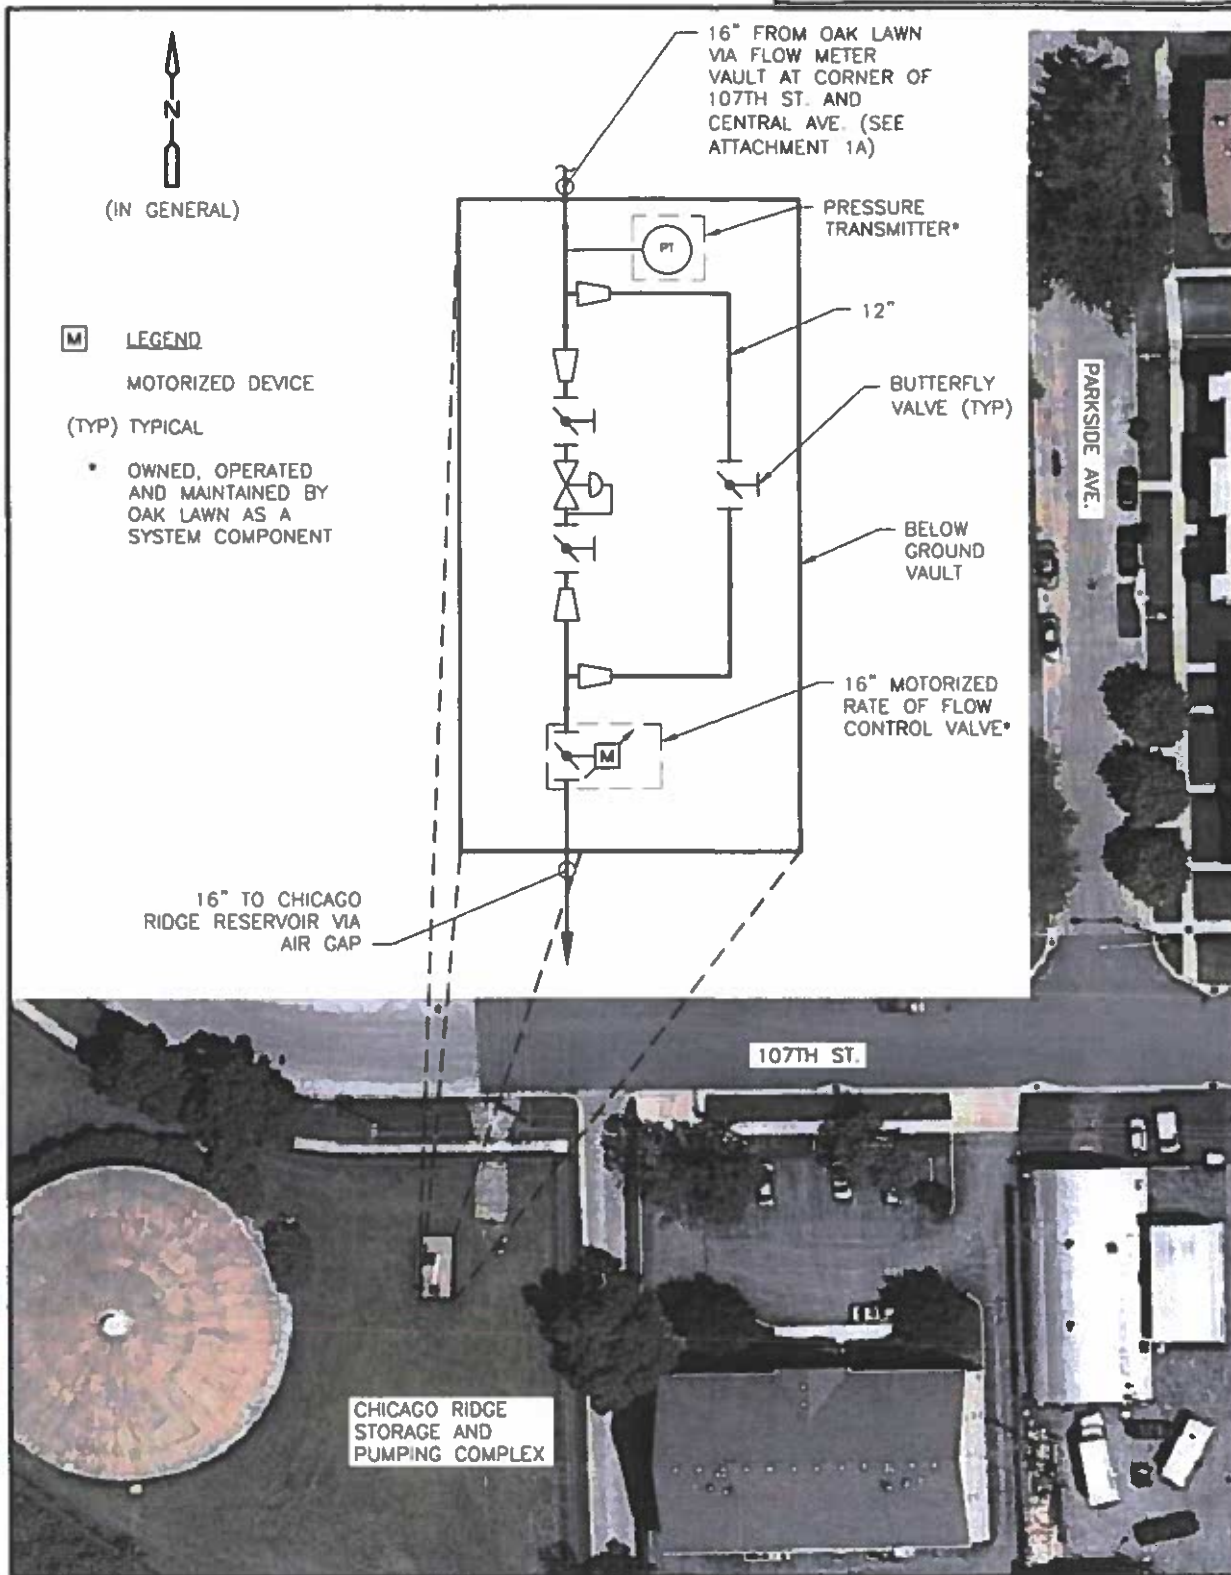 16" FROM OAK LAWN
VIA FLOW METER
VAULT AT CORNER OF
107TH ST. AND
CENTRAL AVE. (SEE
ATTACHMENT 1A)
N
(IN GENERAL)
PRESSURE
TRANSMITTER*
PT
12"
M LEGEND
MOTORIZED DEVICE
(TYP) TYPICAL
* OWNED, OPERATED
AND MAINTAINED BY
OAK LAWN AS A
SYSTEM COMPONENT
BUTTERFLY
VALVE (TYP)
PARKSIDE AVE.
BELOW
GROUND
VAULT
16" MOTORIZED
RATE OF FLOW
CONTROL VALVE*
M
16" TO CHICAGO
RIDGE RESERVOIR VIA
AIR GAP
107TH ST.
CHICAGO RIDGE
STORAGE AND
PUMPING COMPLEX